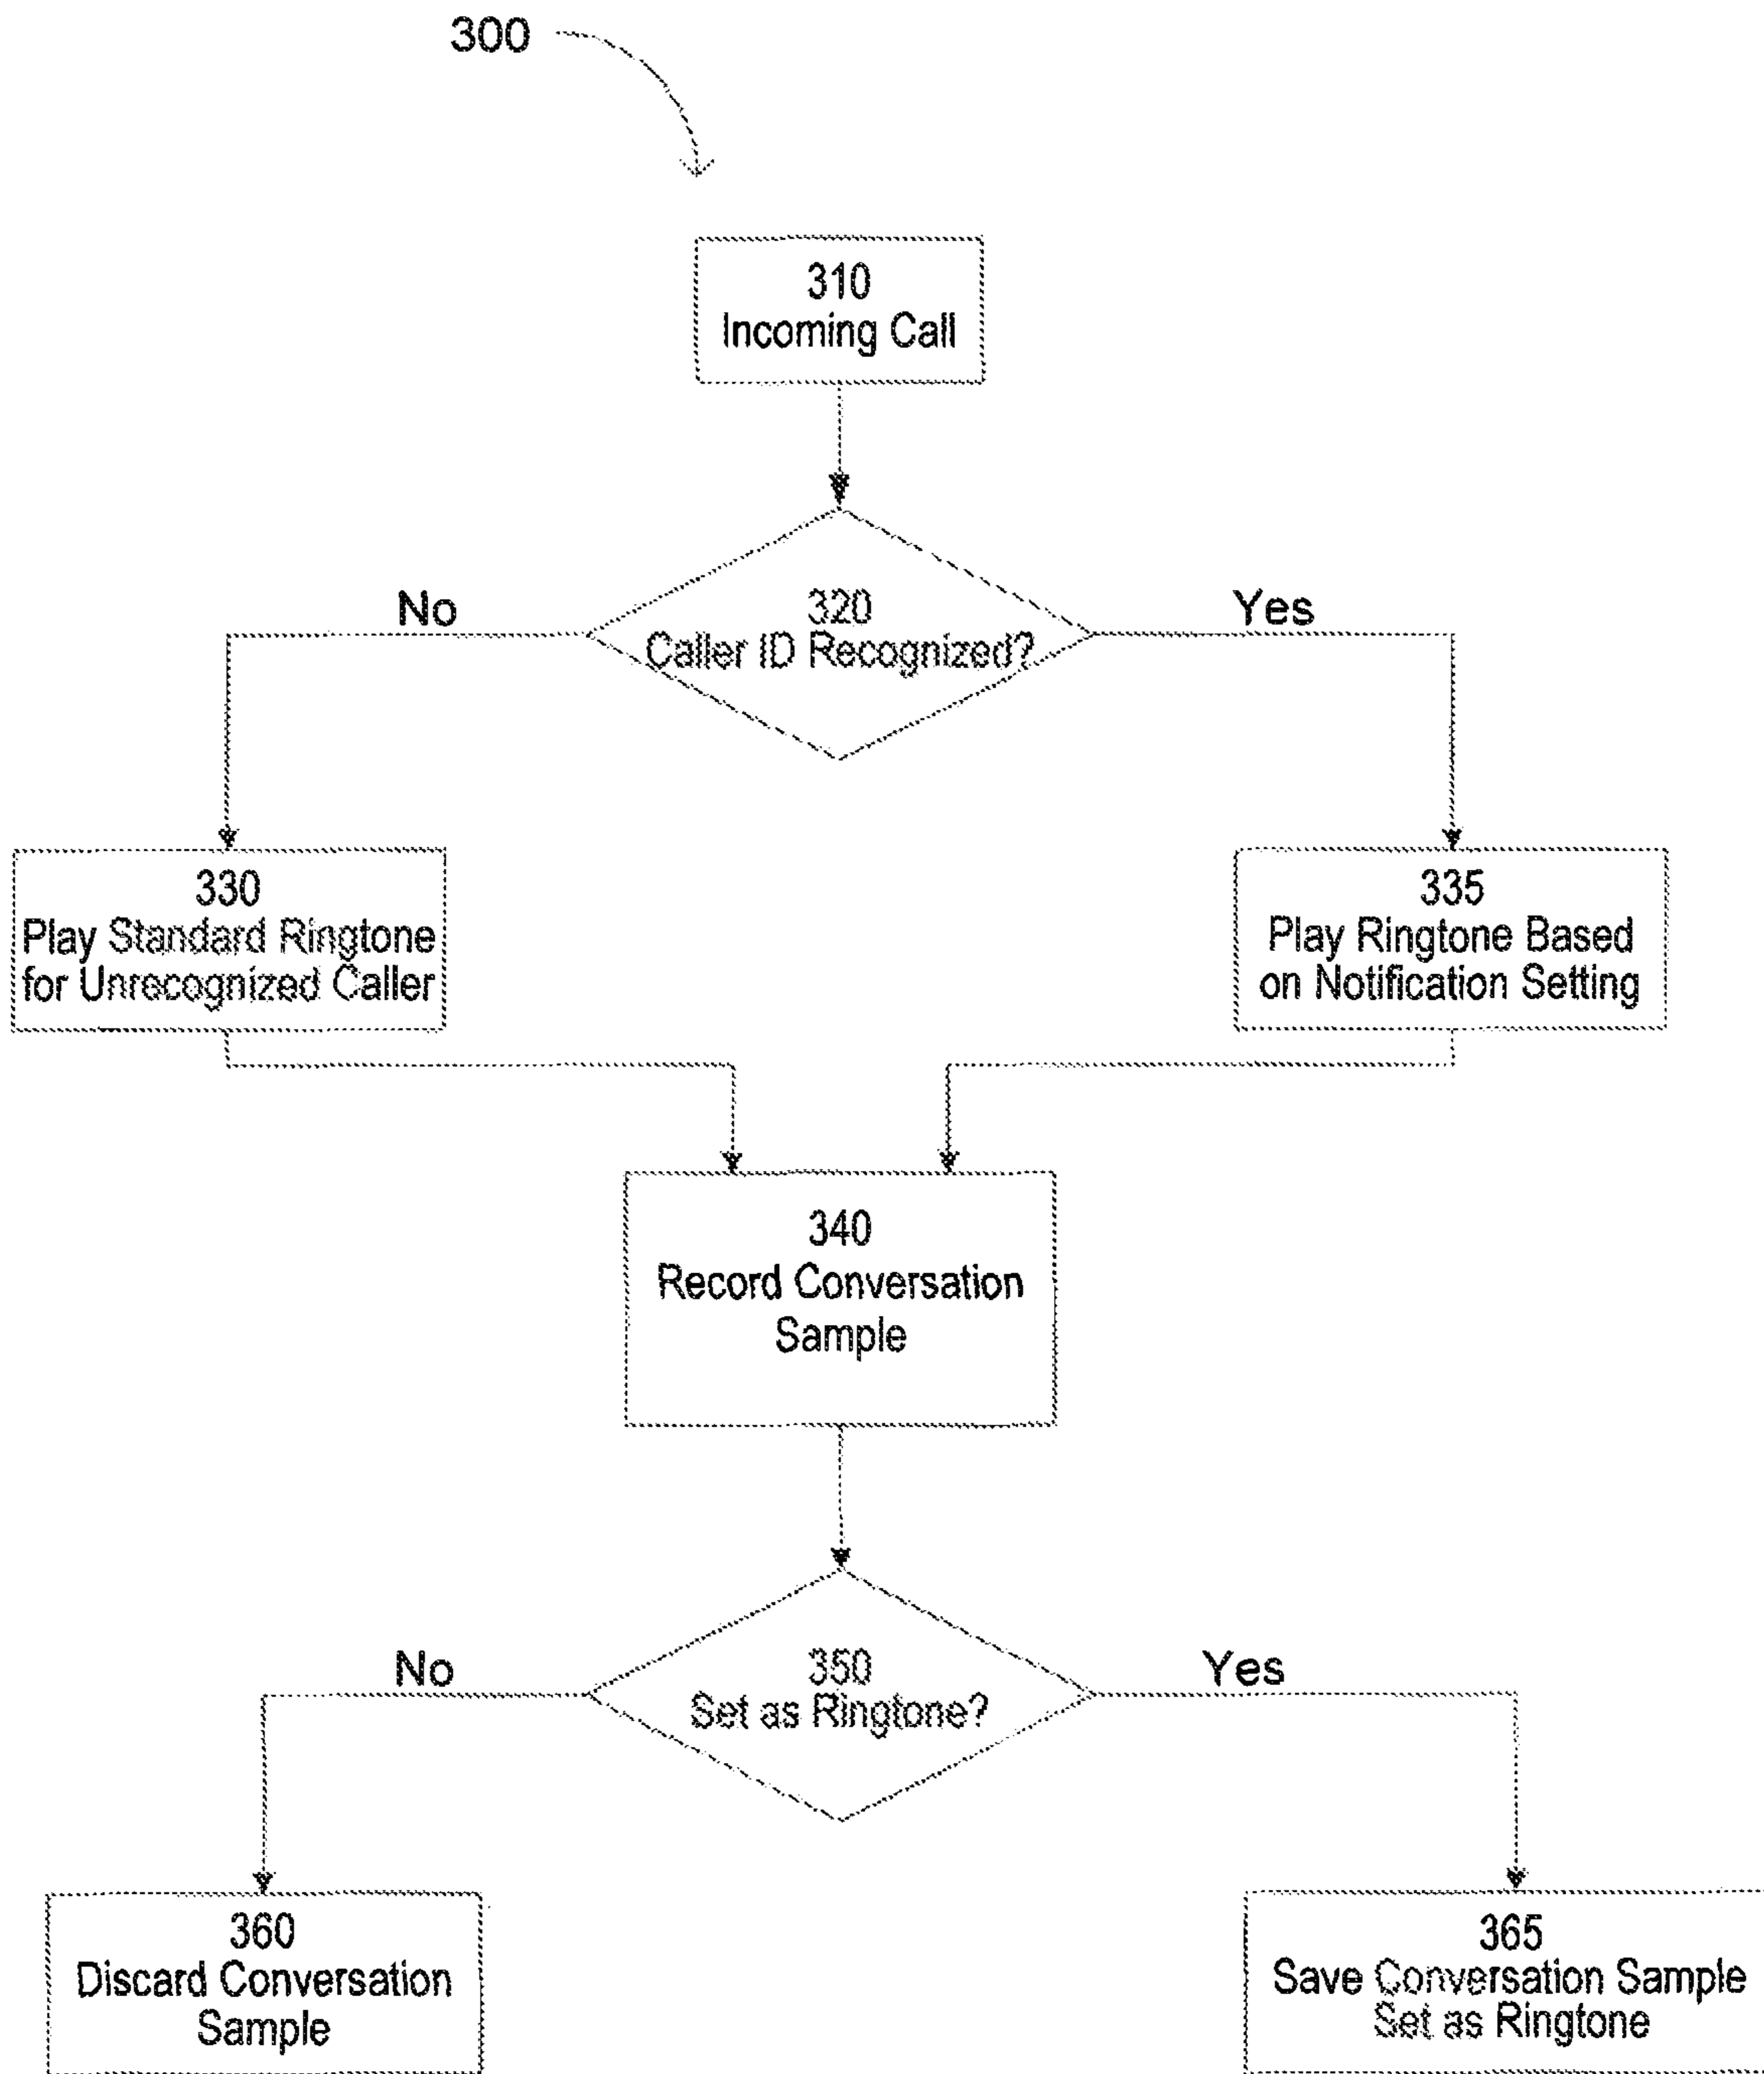 300
310
Incoming Call
No
320
Yes
Caller ID Recognized?
330
Play Standard Ringtone
for Unrecognized Caller
335
Play Ringtone Based
on Notification Setting
340
Record Conversation
Sample
No
350
Yes
Set as Ringtone?
360
Discard Conversation
Sample
365
Save Conversation Sample
Set as Ringtone